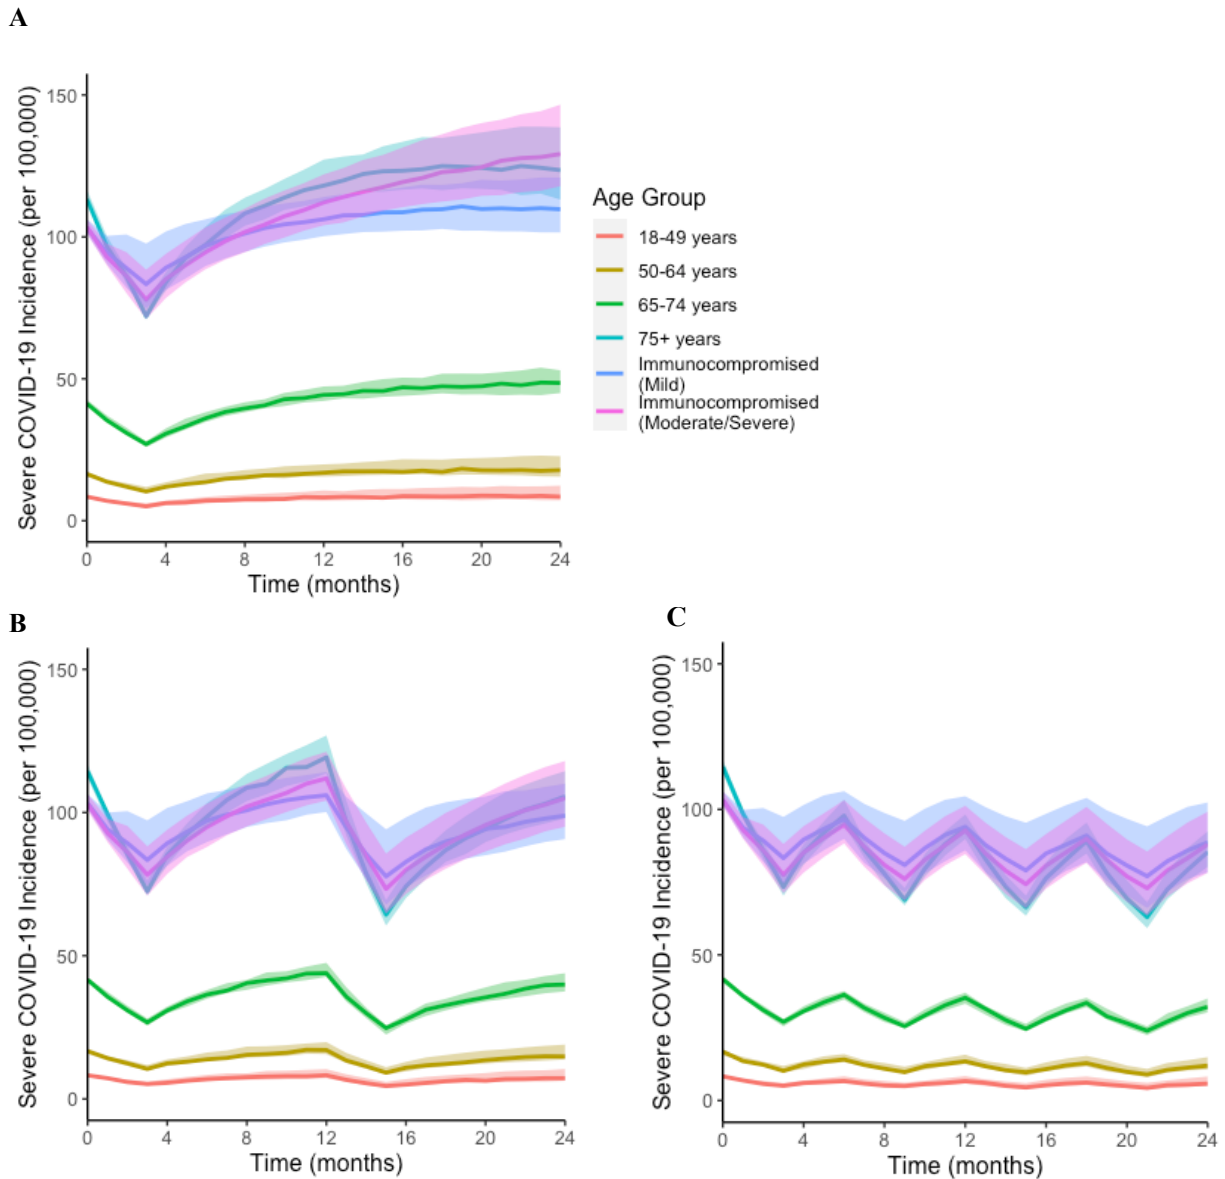 A
Severe COVID-19 Incidence (per 100,000)
150
100
50
0
0 4 8 12 16 20 24
Time (months)
Age Group
18-49 years
50-64 years
65-74 years
75+ years
Immunocompromised
(Mild)
Immunocompromised
(Moderate/Severe)
B
Severe COVID-19 Incidence (per 100,000)
150
100
50
0
0 4 8 12 16 20 24
Time (months)
C
Severe COVID-19 Incidence (per 100,000)
150
100
50
0
0 4 8 12 16 20 24
Time (months)